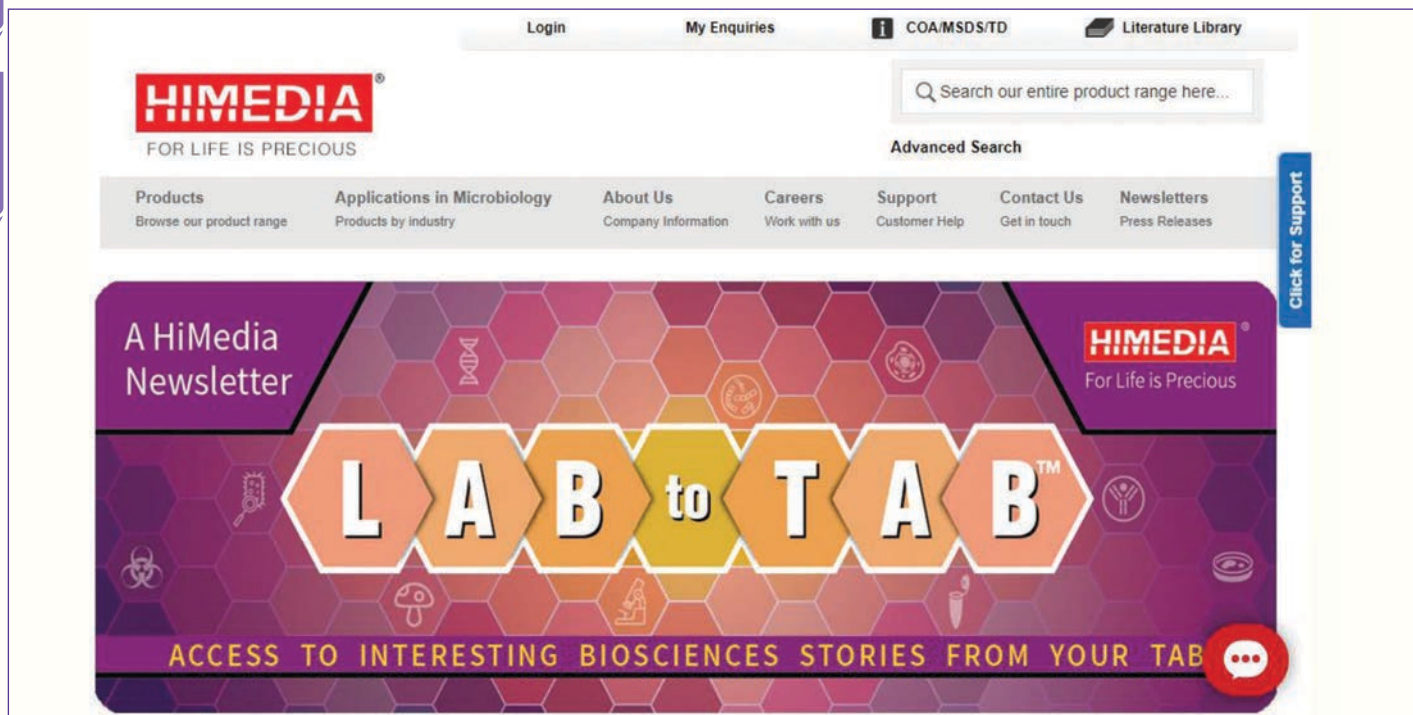 Login My Enquiries i COA/MSDS/TD Literature Library
HIMEDIA®
FOR LIFE IS PRECIOUS
Search our entire product range here...
Advanced Search
Products Applications in Microbiology About Us Careers Support Contact Us Newsletters
Browse our product range Products by industry Company Information Work with us Customer Help Get in touch Press Releases
Click for Support
A HiMedia
Newsletter
HIMEDIA®
For Life is Precious
LAB to TAB™
ACCESS TO INTERESTING BIOSCIENCES STORIES FROM YOUR TAB